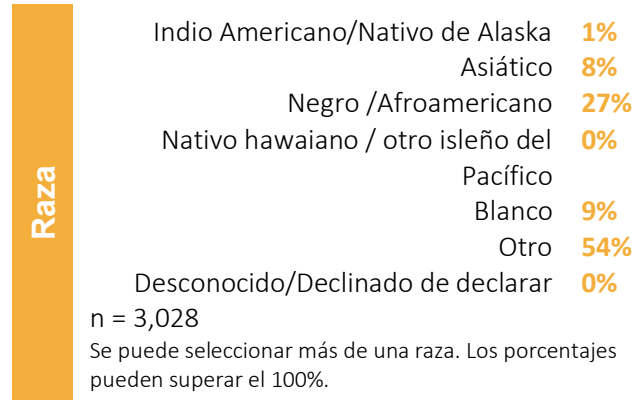 Raza
Indio Americano/Nativo de Alaska 1%
Asiático 8%
Negro /Afroamericano 27%
Nativo hawaiano / otro isleño del 0%
Pacífico
Blanco 9%
Otro 54%
Desconocido/Declinado de declarar 0%
n = 3,028
Se puede seleccionar más de una raza. Los porcentajes
pueden superar el 100%.